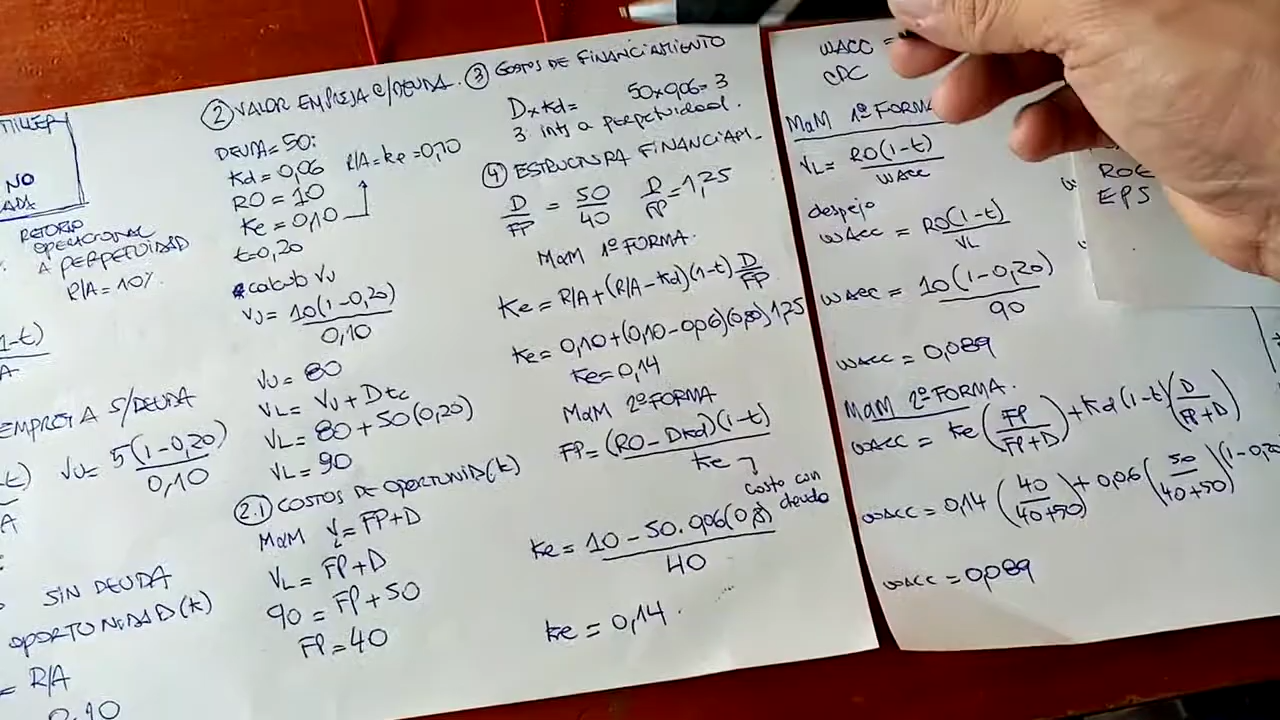 NO
RETORNO
OPERACIONAL
A PERPETUIDAD
R/A = 10%.
EMPRESA S/DEUDA
VU = 5(1-0,20)
0,10
SIN DEUDA
OPORTUNIDAD (k)
= R/A
0,10
② VALOR EMPRESA C/DEUDA.
DEUDA = 50:
Kd = 0,06
RO = 10
R/A = ke = 0,10
Ke = 0,10
t = 0,20
calculo VU
VU = 10(1-0,20)
0,10
VU = 80
VL = VU + Dtc
VL = 80 + 50(0,20)
VL = 90
2.1 COSTOS DE OPORTUNID(k)
M&M VL = FP+D
VL = FP+D
90 = FP+50
FP = 40
③ COSTOS DE FINANCIAMIENTO
D x Kd = 50x0,06 = 3
3 int, a perpetuidad.
④ ESTRUCTURA FINANCIARI-
D/FP = 50/40 D/FP = 1,25
M&M 1º FORMA.
Ke = R/A + (R/A - Kd)(1-t) D/FP
Ke = 0,10 + (0,10 - 0,06)(0,80)1,25
Ke = 0,14
M&M 2º FORMA
FP = (RO - DKd)(1-t)
Ke
costo con
deuda
Ke = 10 - 50.0,06(0,8)
40
Ke = 0,14.
WACC =
CPC
M&M 1º FORMA
VL = RO(1-t)
WACC
despejo
WACC = RO(1-t)
VL
WACC = 10(1-0,20)
90
WACC = 0,089
M&M 2º FORMA.
WACC = Ke (FP/FP+D) + Kd(1-t)(D/FP+D)
WACC = 0,14 (40/40+50) + 0,06 (50/40+50)(1-0,20
WACC = 0,089
ROE
EPS